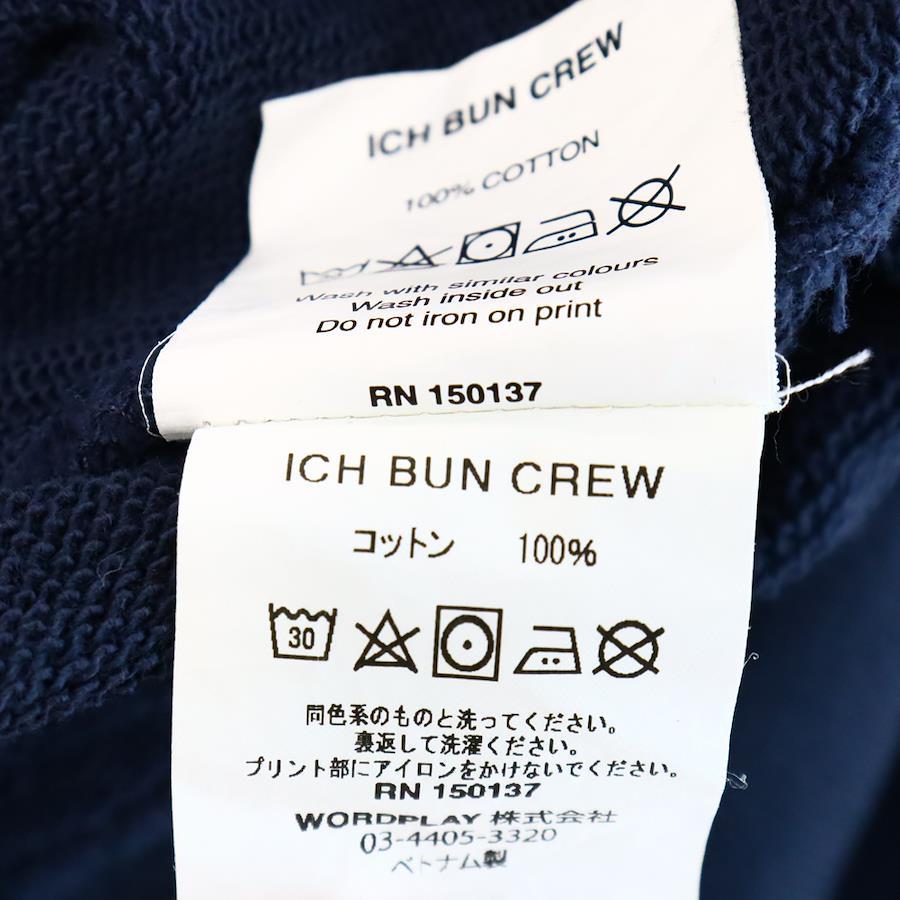 ICH BUN CREW
100% COTTON
Wash with similar colours
Wash inside out
Do not iron on print
RN 150137
ICH BUN CREW
コットン 100%
30
同色系のものと洗ってください。
裏返して洗濯ください。
プリント部にアイロンをかけないでください。
RN 150137
WORDPLAY 株式会社
03-4405-3320
ベトナム製